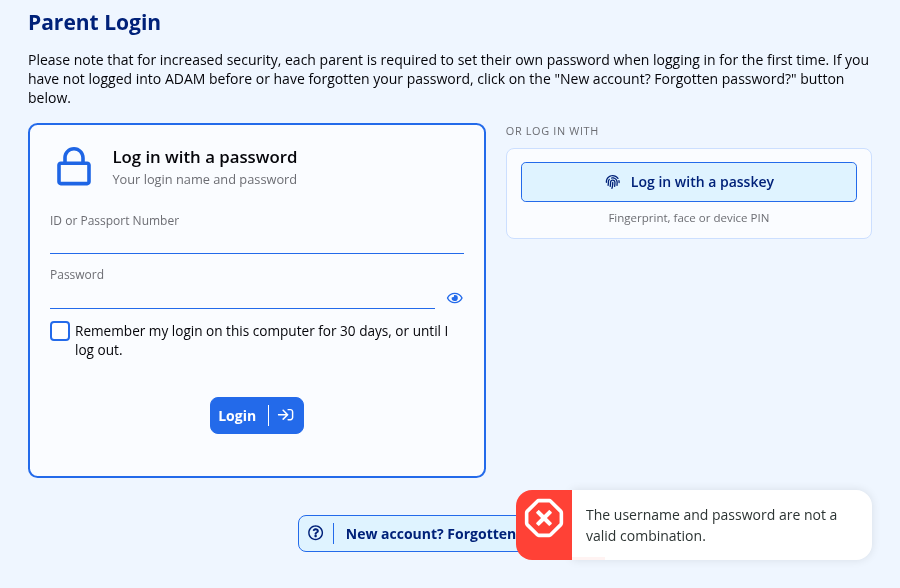 Parent Login
Please note that for increased security, each parent is required to set their own password when logging in for the first time. If you
have not logged into ADAM before or have forgotten your password, click on the "New account? Forgotten password?" button
below.
Log in with a password
Your login name and password
ID or Passport Number
Password
Remember my login on this computer for 30 days, or until I
log out.
Login
OR LOG IN WITH
Log in with a passkey
Fingerprint, face or device PIN
New account? Forgotten
The username and password are not a
valid combination.